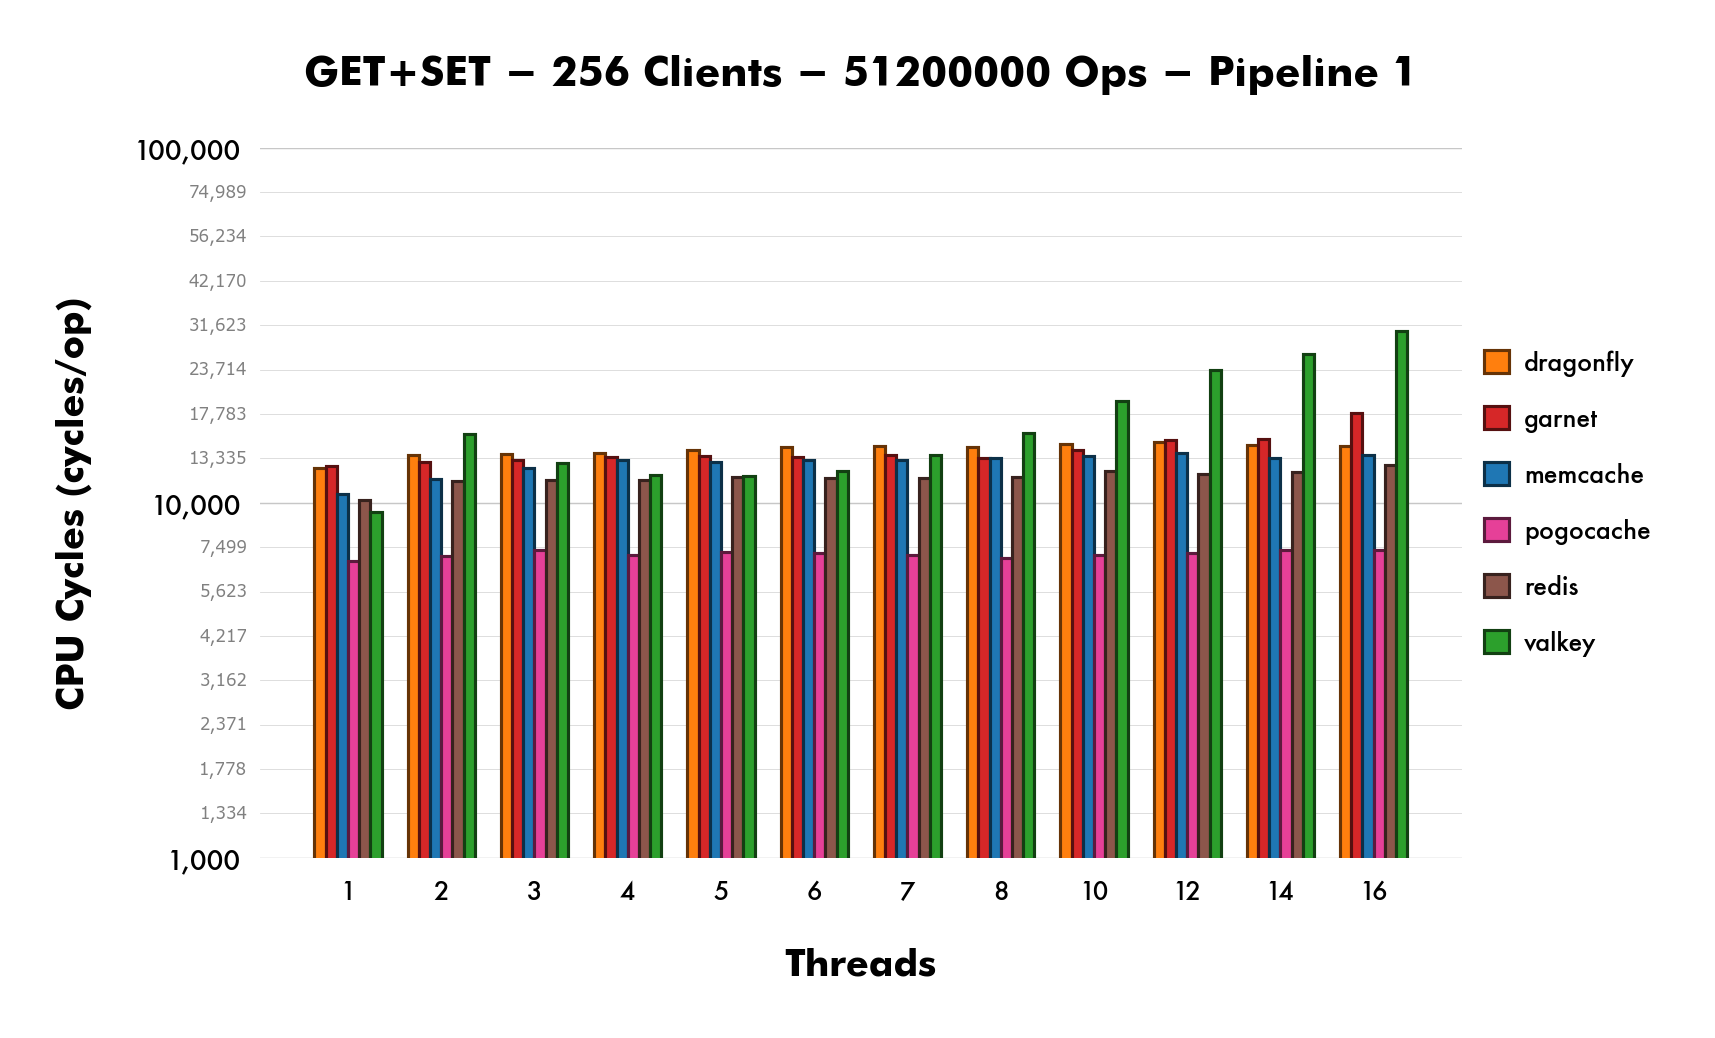 GET+SET – 256 Clients – 51200000 Ops – Pipeline 1
CPU Cycles (cycles/op)
100,000
74,989
56,234
42,170
31,623
23,714
17,783
13,335
10,000
7,499
5,623
4,217
3,162
2,371
1,778
1,334
1,000
1 2 3 4 5 6 7 8 10 12 14 16
Threads
dragonfly
garnet
memcache
pogocache
redis
valkey